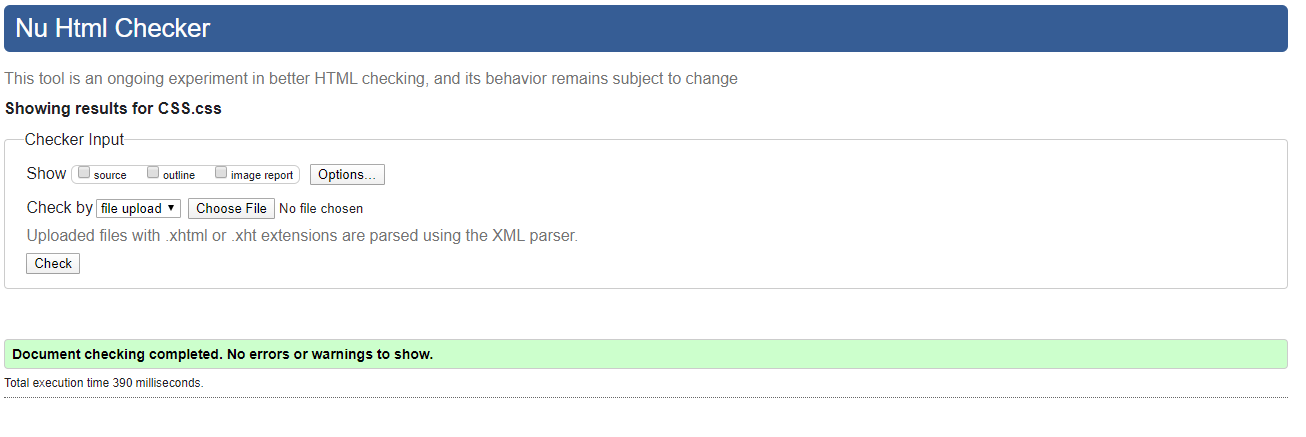 Nu Html Checker
This tool is an ongoing experiment in better HTML checking, and its behavior remains subject to change
Showing results for CSS.css
Checker Input
Show source outline image report Options...
Check by file upload Choose File No file chosen
Uploaded files with .xhtml or .xht extensions are parsed using the XML parser.
Check
Document checking completed. No errors or warnings to show.
Total execution time 390 milliseconds.